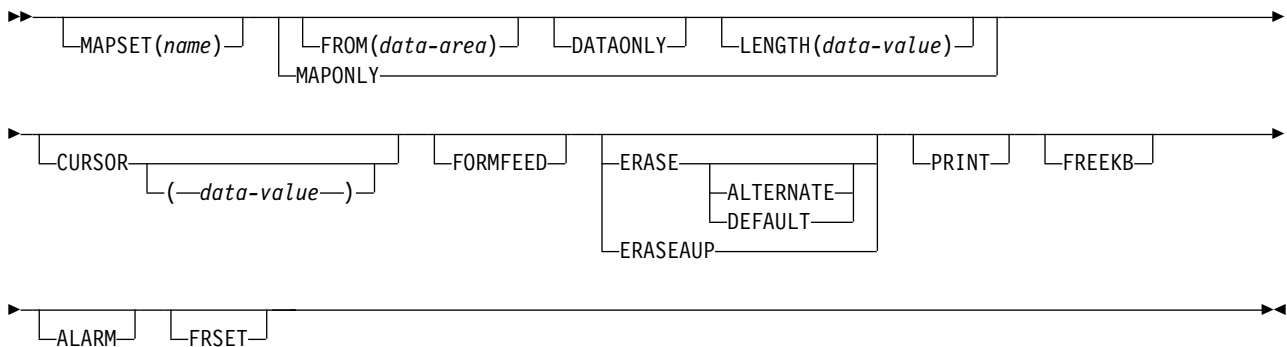 MAPSET(name) FROM(data-area) DATAONLY LENGTH(data-value)
MAPONLY
CURSOR FORMFEED ERASE PRINT FREEKB
( data-value ) ALTERNATE
DEFAULT
ERASEAUP
ALARM FRSET